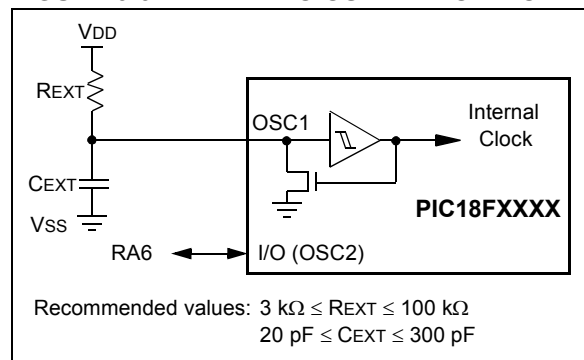 VDD
REXT
OSC1
Internal
Clock
CEXT
PIC18FXXXX
VSS
RA6
I/O (OSC2)
Recommended values: 3 kΩ ≤ REXT ≤ 100 kΩ
20 pF ≤ CEXT ≤ 300 pF